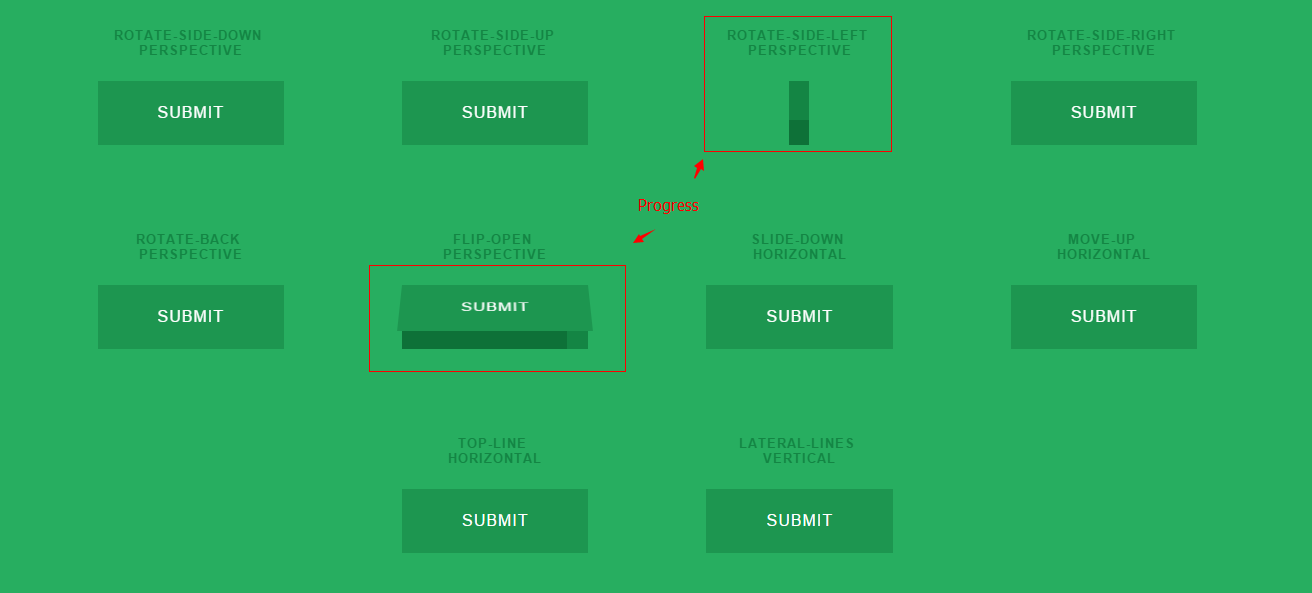 ROTATE-SIDE-DOWN
PERSPECTIVE
SUBMIT
ROTATE-SIDE-UP
PERSPECTIVE
SUBMIT
ROTATE-SIDE-LEFT
PERSPECTIVE
ROTATE-SIDE-RIGHT
PERSPECTIVE
SUBMIT
Progress
ROTATE-BACK
PERSPECTIVE
SUBMIT
FLIP-OPEN
PERSPECTIVE
SUBMIT
SLIDE-DOWN
HORIZONTAL
SUBMIT
MOVE-UP
HORIZONTAL
SUBMIT
TOP-LINE
HORIZONTAL
SUBMIT
LATERAL-LINES
VERTICAL
SUBMIT